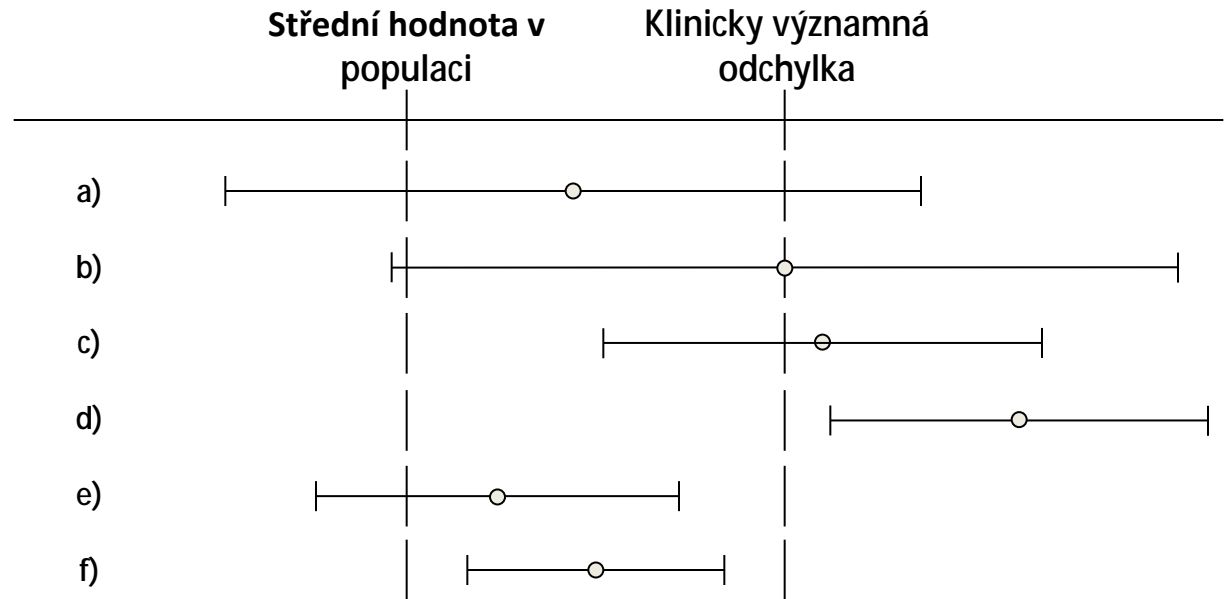 Střední hodnota v
populaci
Klinicky významná
odchylka
a)
b)
c)
d)
e)
f)